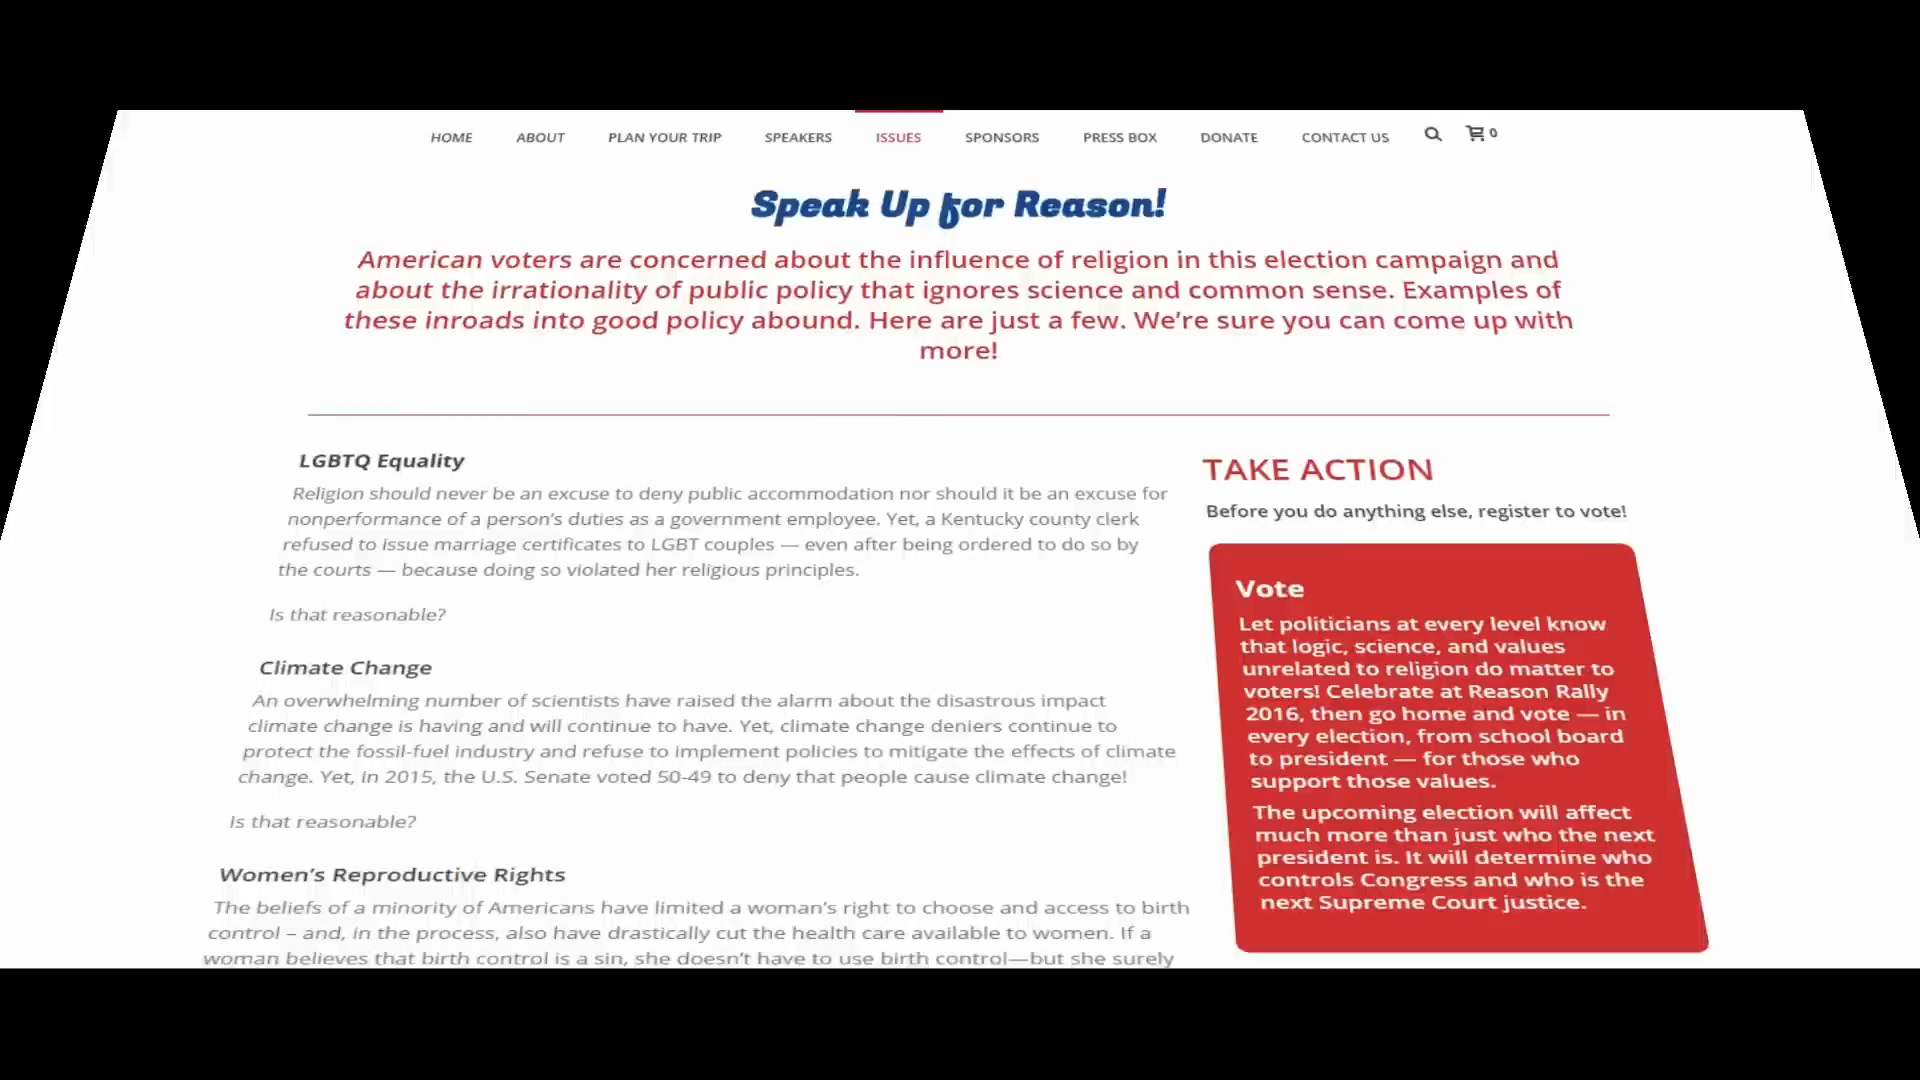 HOME ABOUT PLAN YOUR TRIP SPEAKERS ISSUES SPONSORS PRESS BOX DONATE CONTACT US 0
Speak Up for Reason!
American voters are concerned about the influence of religion in this election campaign and
about the irrationality of public policy that ignores science and common sense. Examples of
these inroads into good policy abound. Here are just a few. We're sure you can come up with
more!
LGBTQ Equality
Religion should never be an excuse to deny public accommodation nor should it be an excuse for
nonperformance of a person's duties as a government employee. Yet, a Kentucky county clerk
refused to issue marriage certificates to LGBT couples — even after being ordered to do so by
the courts — because doing so violated her religious principles.
Is that reasonable?
Climate Change
An overwhelming number of scientists have raised the alarm about the disastrous impact
climate change is having and will continue to have. Yet, climate change deniers continue to
protect the fossil-fuel industry and refuse to implement policies to mitigate the effects of climate
change. Yet, in 2015, the U.S. Senate voted 50-49 to deny that people cause climate change!
Is that reasonable?
Women's Reproductive Rights
The beliefs of a minority of Americans have limited a woman's right to choose and access to birth
control – and, in the process, also have drastically cut the health care available to women. If a
woman believes that birth control is a sin, she doesn't have to use birth control—but she surely
TAKE ACTION
Before you do anything else, register to vote!
Vote
Let politicians at every level know
that logic, science, and values
unrelated to religion do matter to
voters! Celebrate at Reason Rally
2016, then go home and vote — in
every election, from school board
to president — for those who
support those values.
The upcoming election will affect
much more than just who the next
president is. It will determine who
controls Congress and who is the
next Supreme Court justice.